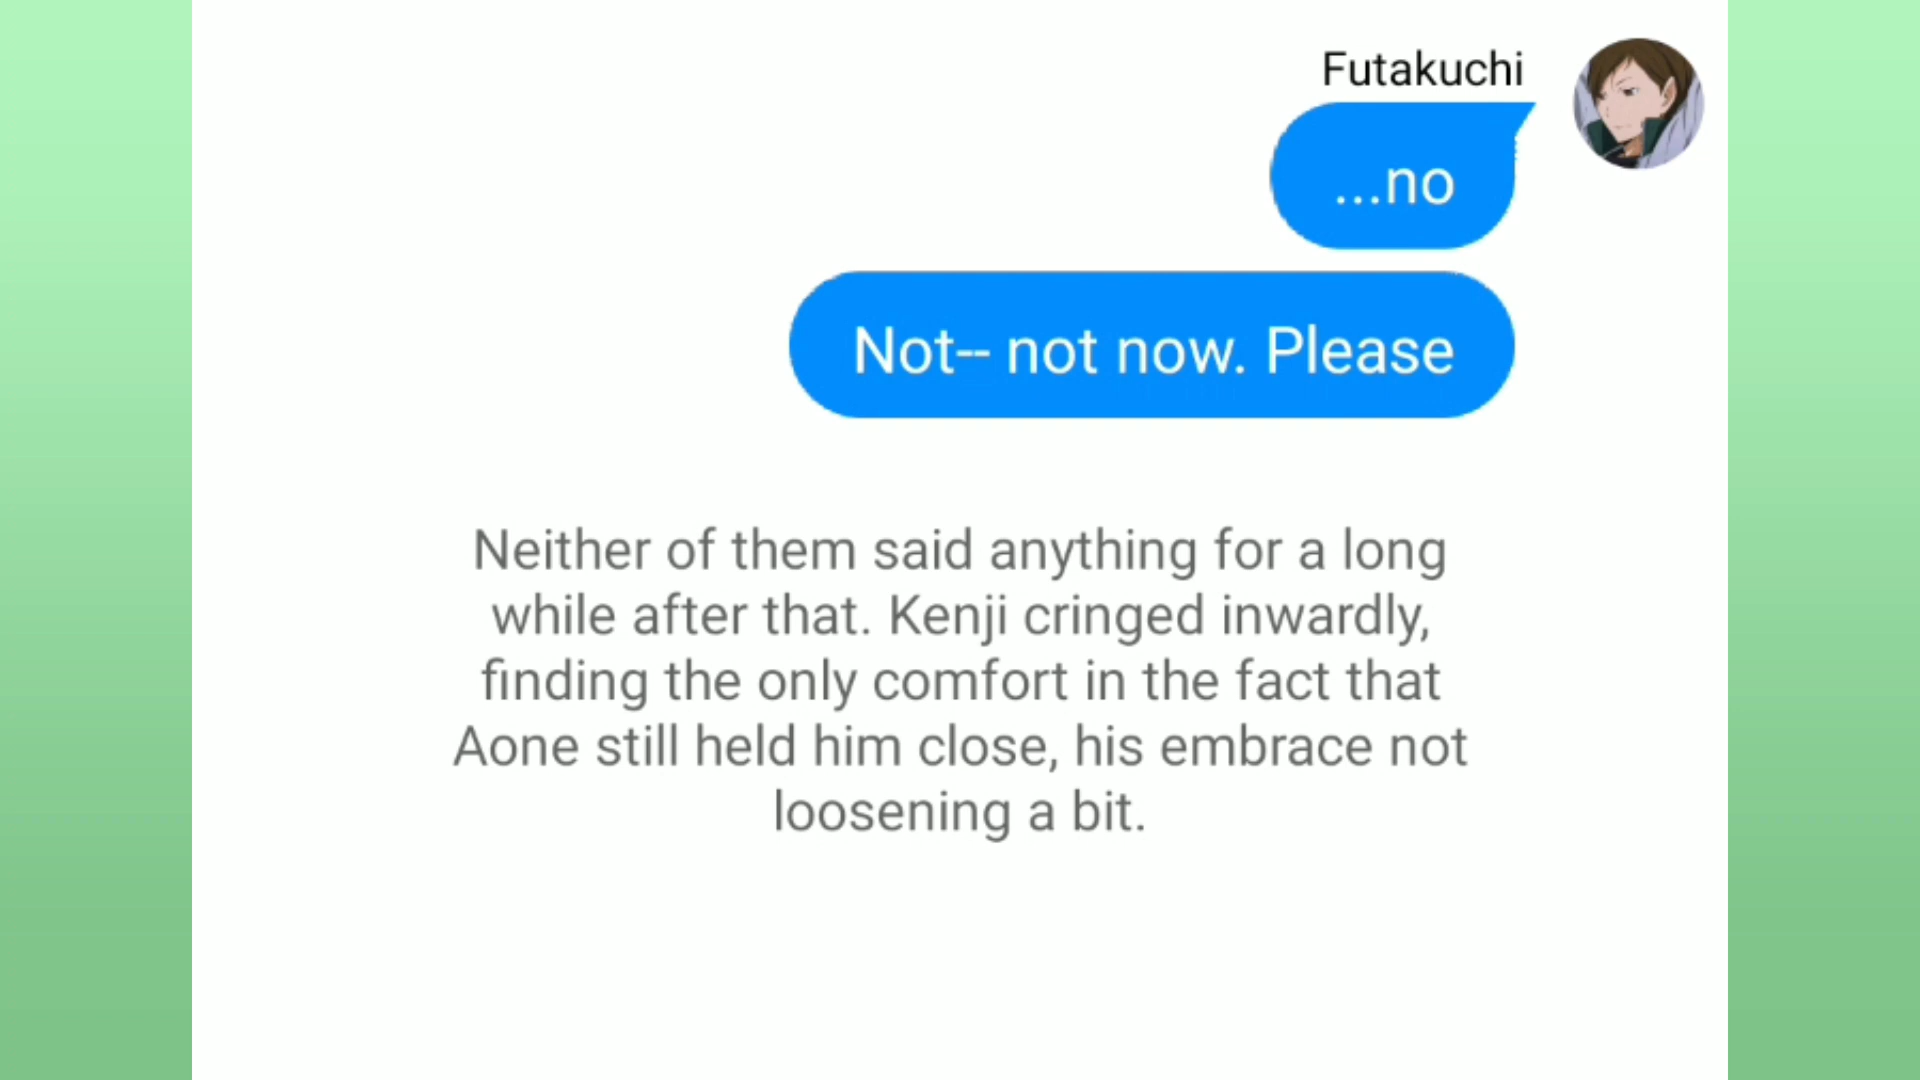 Futakuchi
...no
Not-- not now. Please
Neither of them said anything for a long
while after that. Kenji cringed inwardly,
finding the only comfort in the fact that
Aone still held him close, his embrace not
loosening a bit.